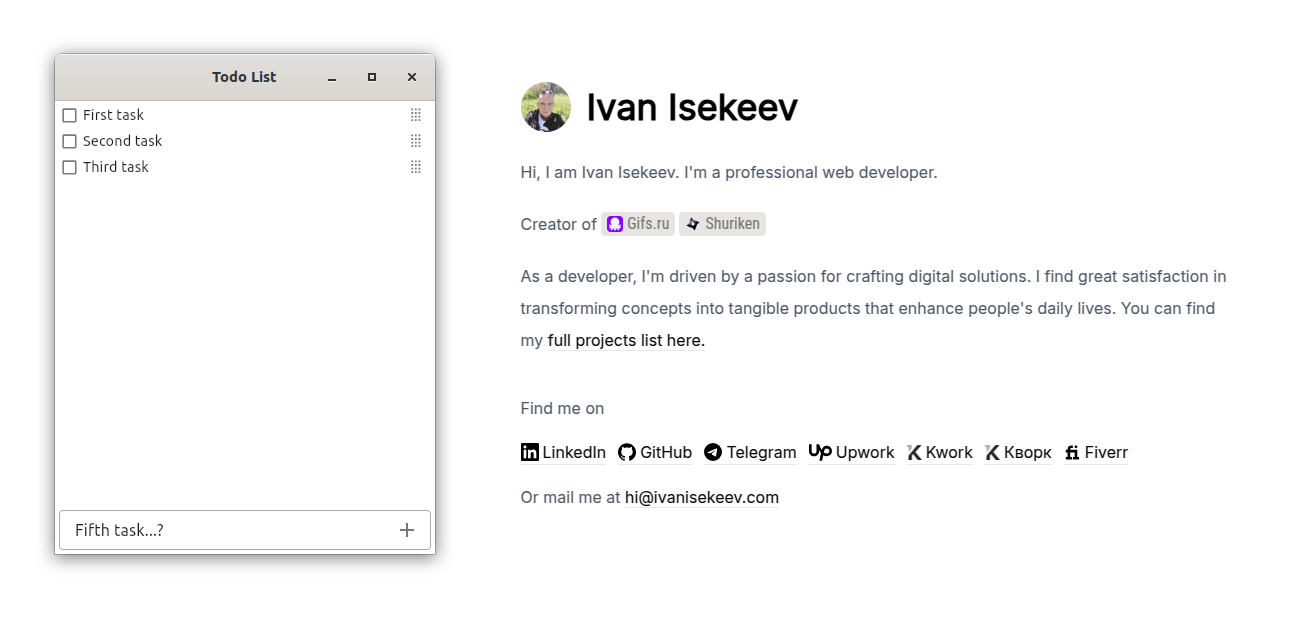 Todo List
First task
Second task
Third task
Fifth task...?
Ivan Isekeev
Hi, I am Ivan Isekeev. I'm a professional web developer.
Creator of Gifs.ru Shuriken
As a developer, I'm driven by a passion for crafting digital solutions. I find great satisfaction in
transforming concepts into tangible products that enhance people's daily lives. You can find
my full projects list here.
Find me on
LinkedIn GitHub Telegram Upwork Kwork Кворк Fiverr
Or mail me at hi@ivanisekeev.com